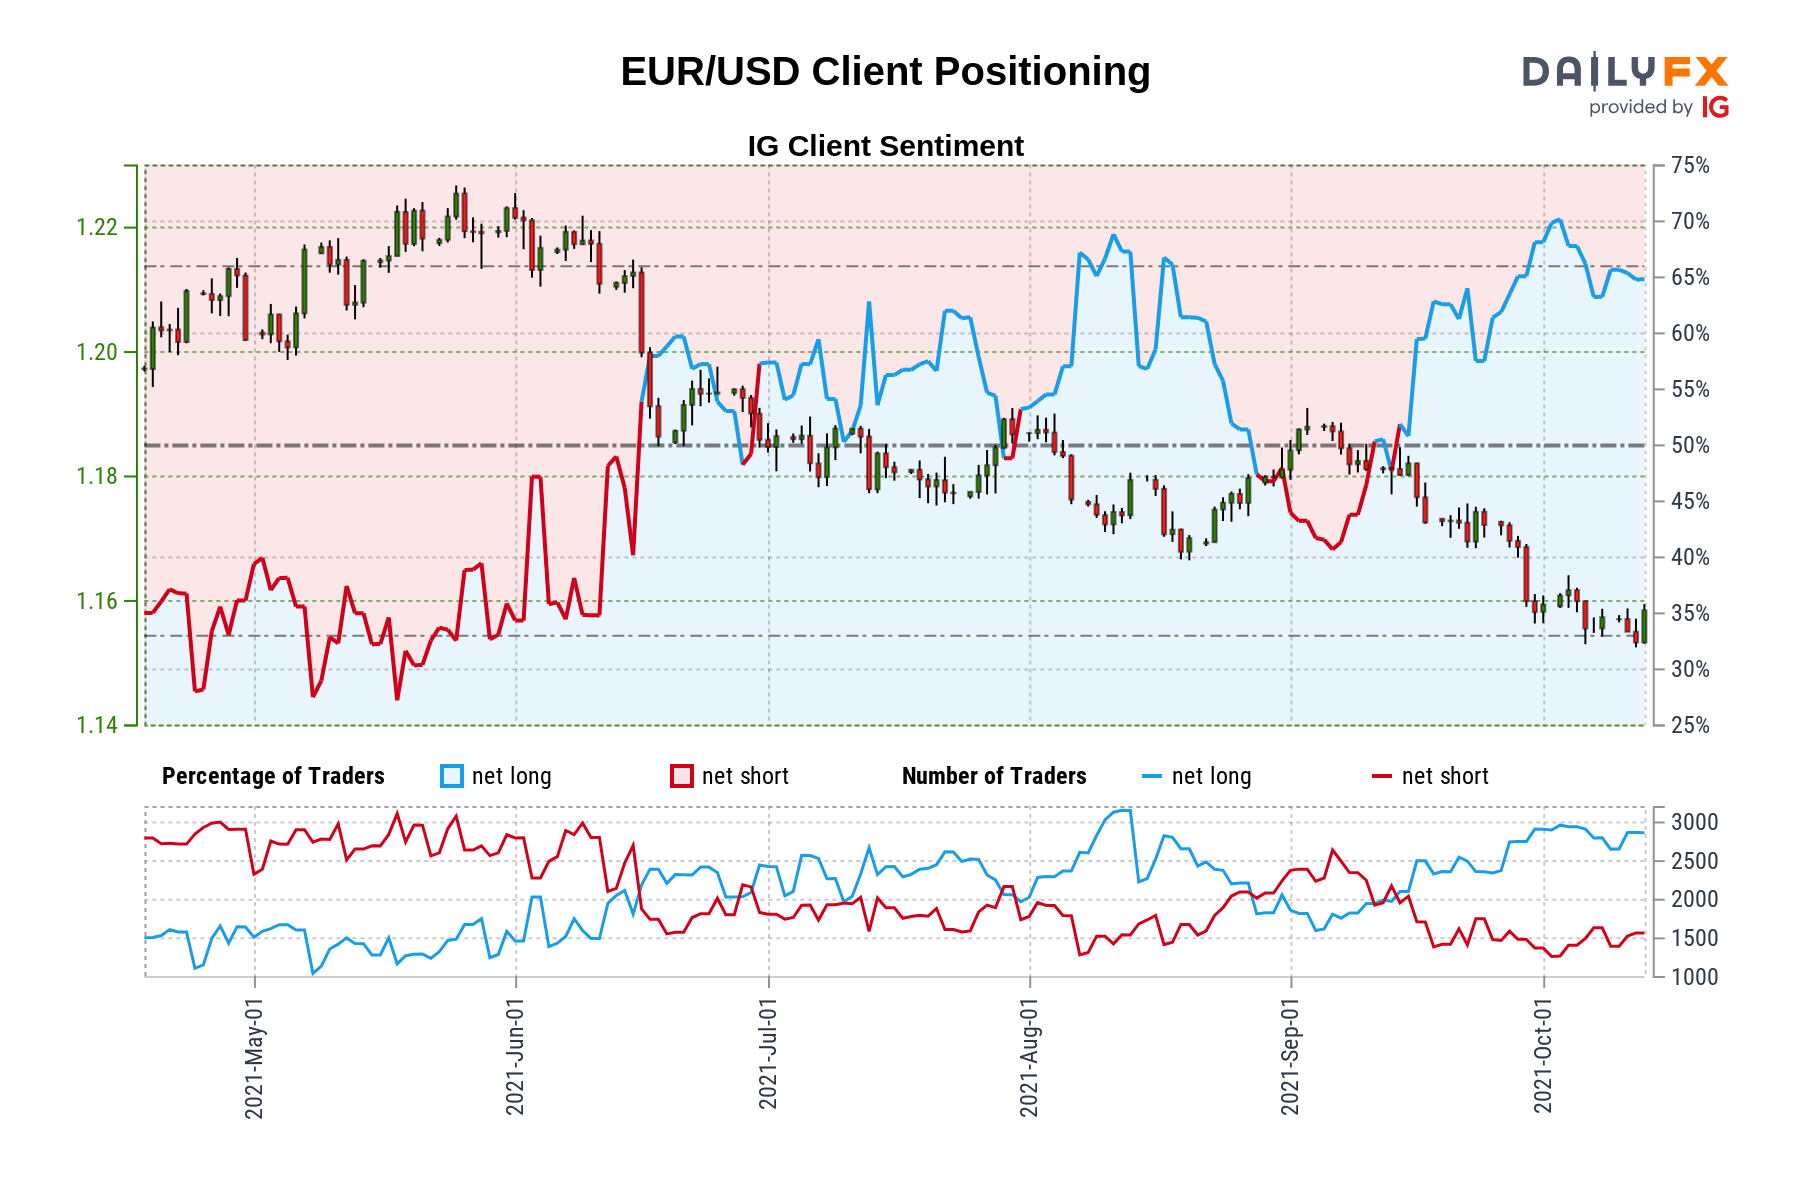 EUR/USD Client Positioning
DAILYFX
provided by IG
IG Client Sentiment
1.22
1.20
1.18
1.16
1.14
75%
70%
65%
60%
55%
50%
45%
40%
35%
30%
25%
Percentage of Traders net long net short Number of Traders net long net short
3000
2500
2000
1500
1000
2021-May-01
2021-Jun-01
2021-Jul-01
2021-Aug-01
2021-Sep-01
2021-Oct-01